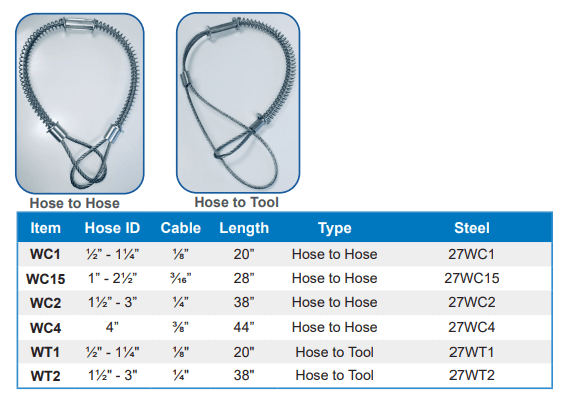 Hose to Hose
Hose to Tool
Item Hose ID Cable Length Type Steel
WC1 ½” - 1¼” ⅛” 20” Hose to Hose 27WC1
WC15 1” - 2½” 3⁄16” 28” Hose to Hose 27WC15
WC2 1½” - 3” ¼” 38” Hose to Hose 27WC2
WC4 4” ⅜” 44” Hose to Hose 27WC4
WT1 ½" - 1¼" ⅛" 20" Hose to Tool 27WT1
WT2 1½" - 3" ¼" 38" Hose to Tool 27WT2